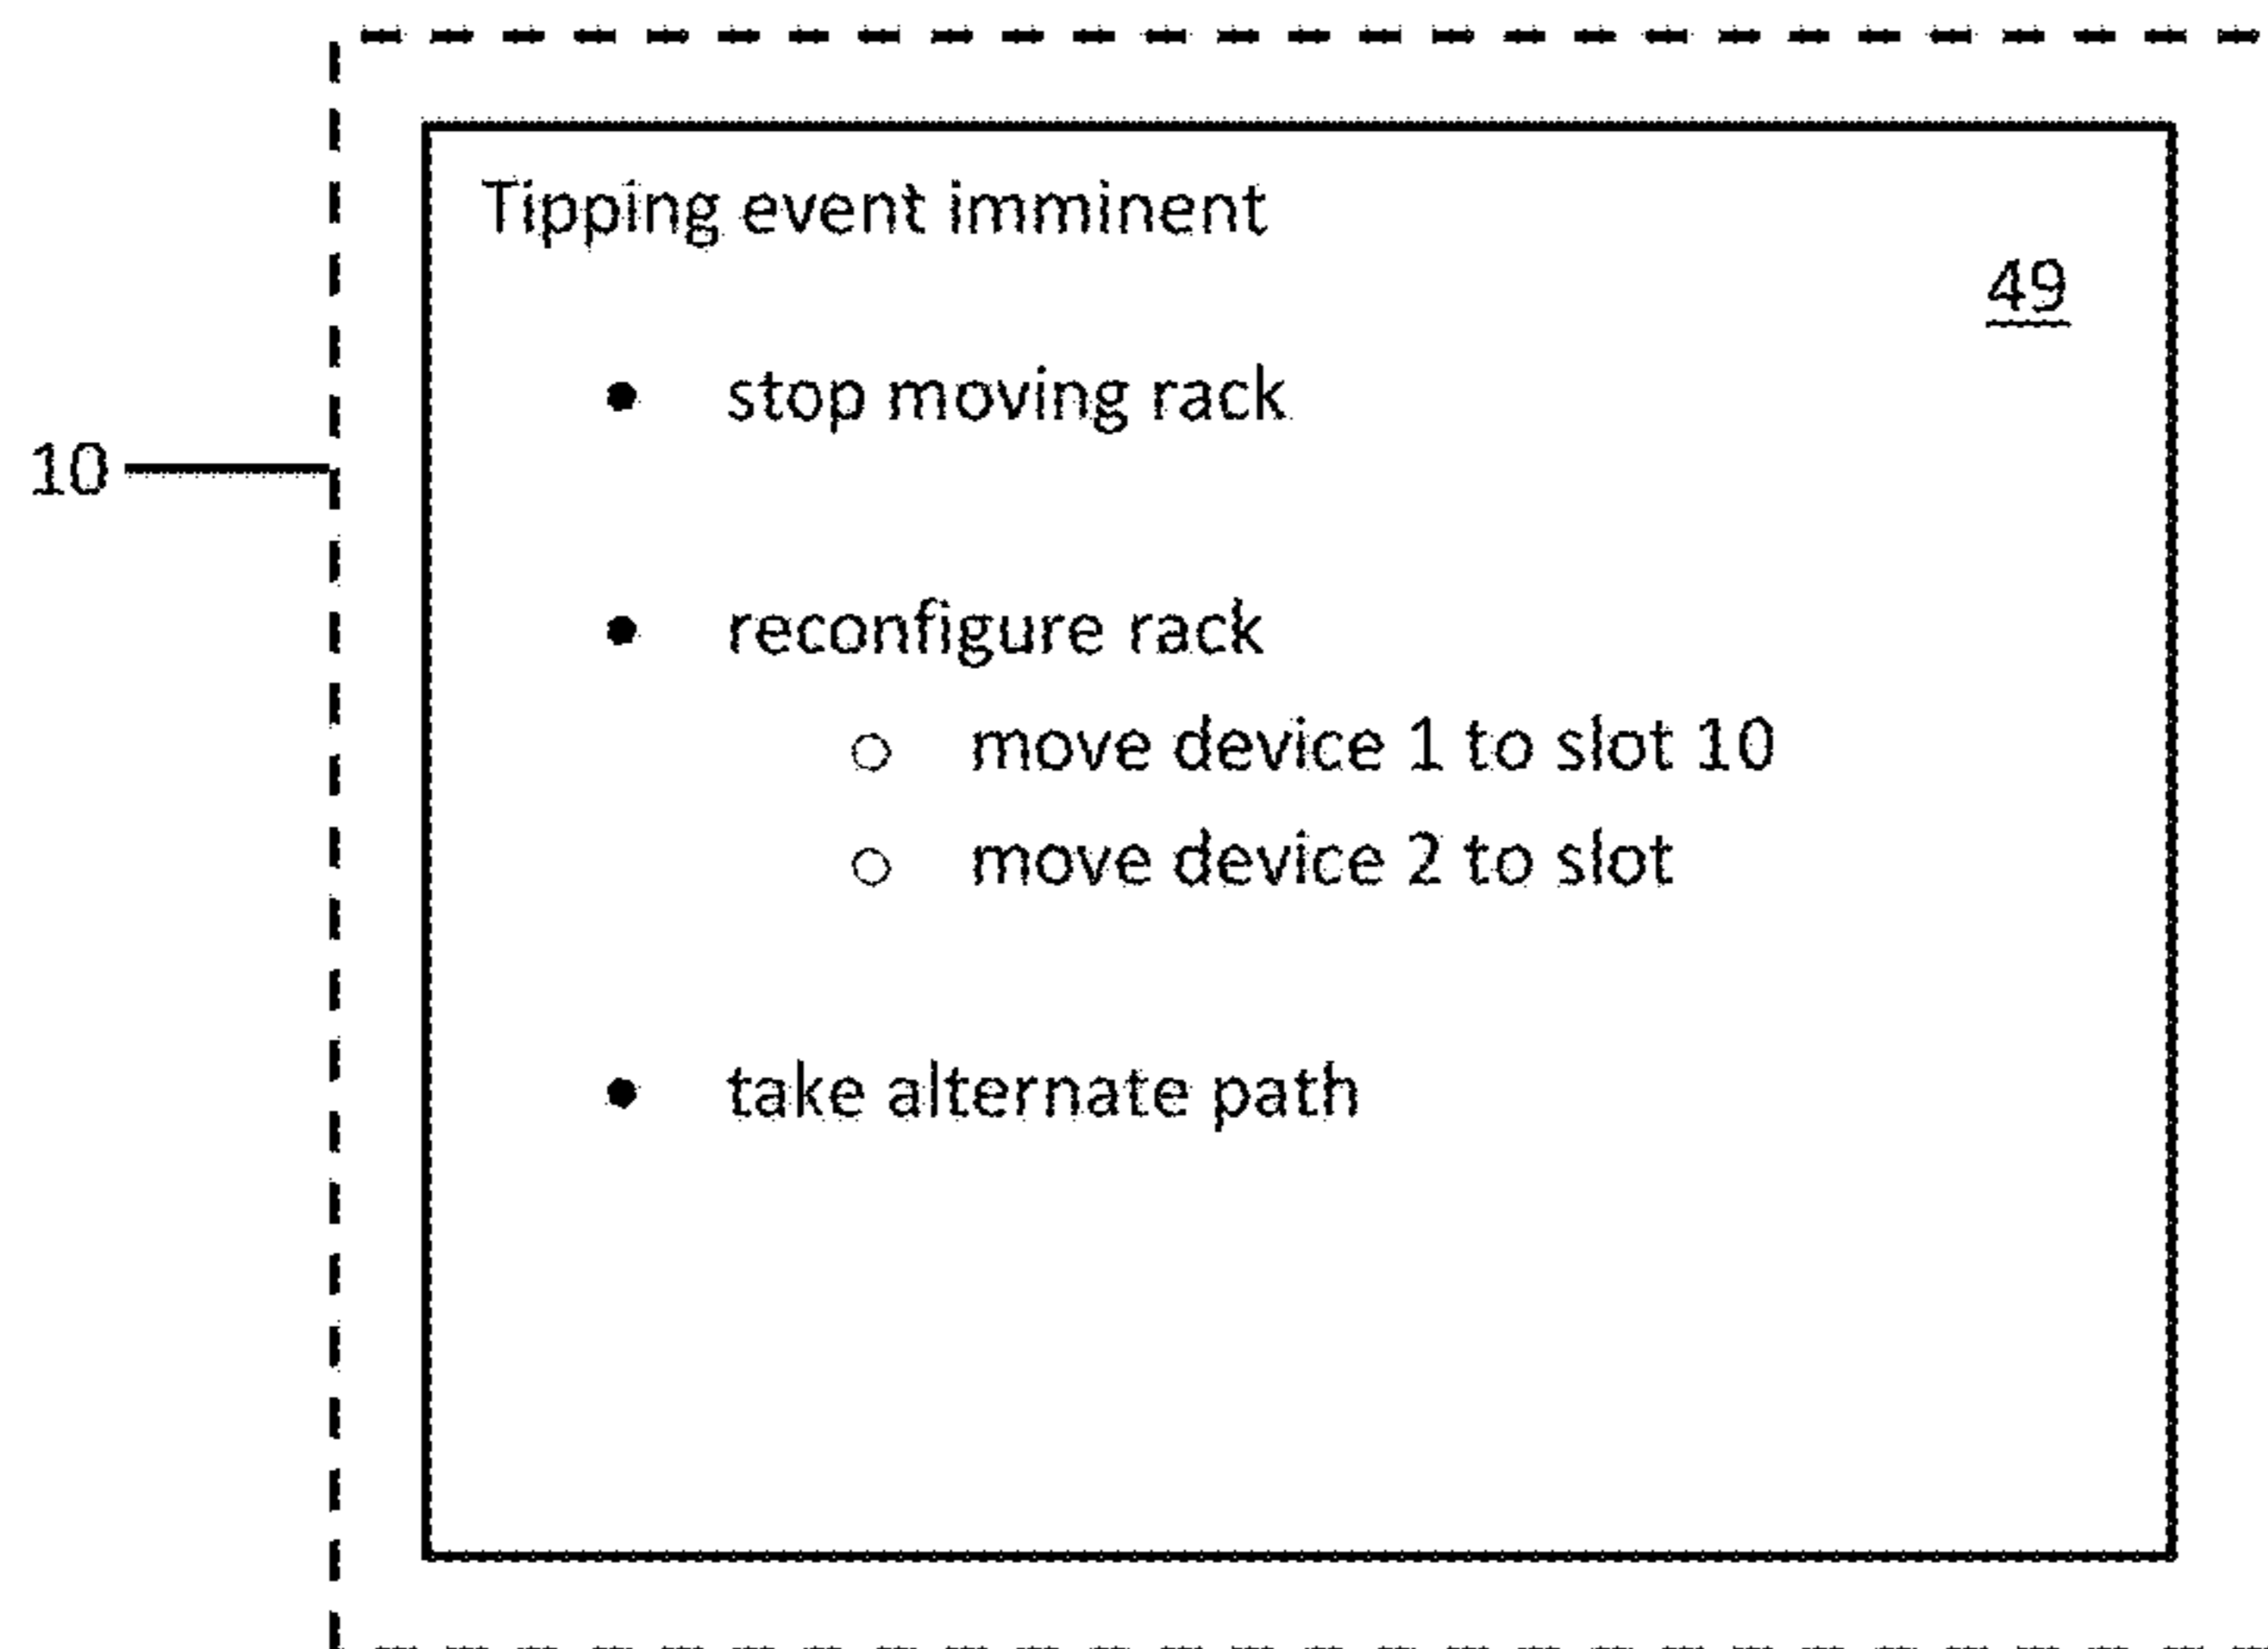 Tipping event imminent
49
• stop moving rack
10
• reconfigure rack
○ move device 1 to slot 10
○ move device 2 to slot
• take alternate path